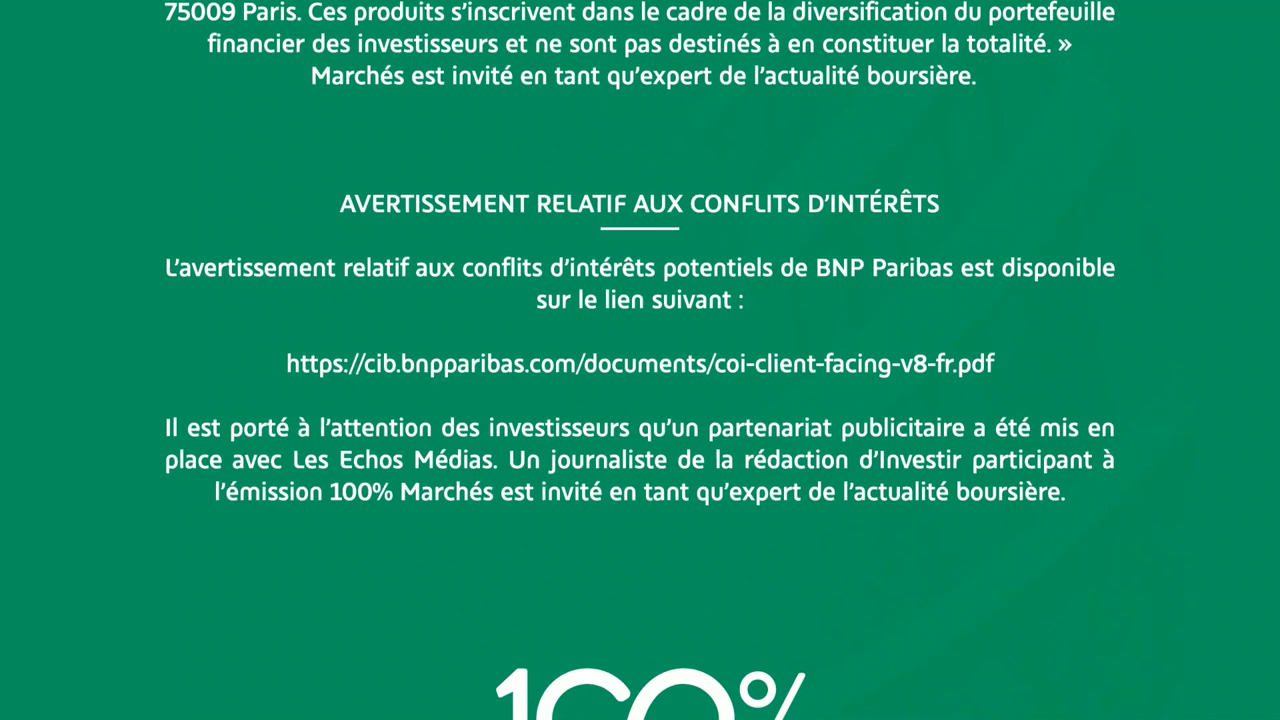 75009 Paris. Ces produits s’inscrivent dans le cadre de la diversification du portefeuille
financier des investisseurs et ne sont pas destinés à en constituer la totalité. »
Marchés est invité en tant qu’expert de l’actualité boursière.
AVERTISSEMENT RELATIF AUX CONFLITS D’INTÉRÊTS
L’avertissement relatif aux conflits d’intérêts potentiels de BNP Paribas est disponible
sur le lien suivant :
https://cib.bnpparibas.com/documents/coi-client-facing-v8-fr.pdf
Il est porté à l’attention des investisseurs qu’un partenariat publicitaire a été mis en
place avec Les Echos Médias. Un journaliste de la rédaction d’Investir participant à
l’émission 100% Marchés est invité en tant qu’expert de l’actualité boursière.
100%